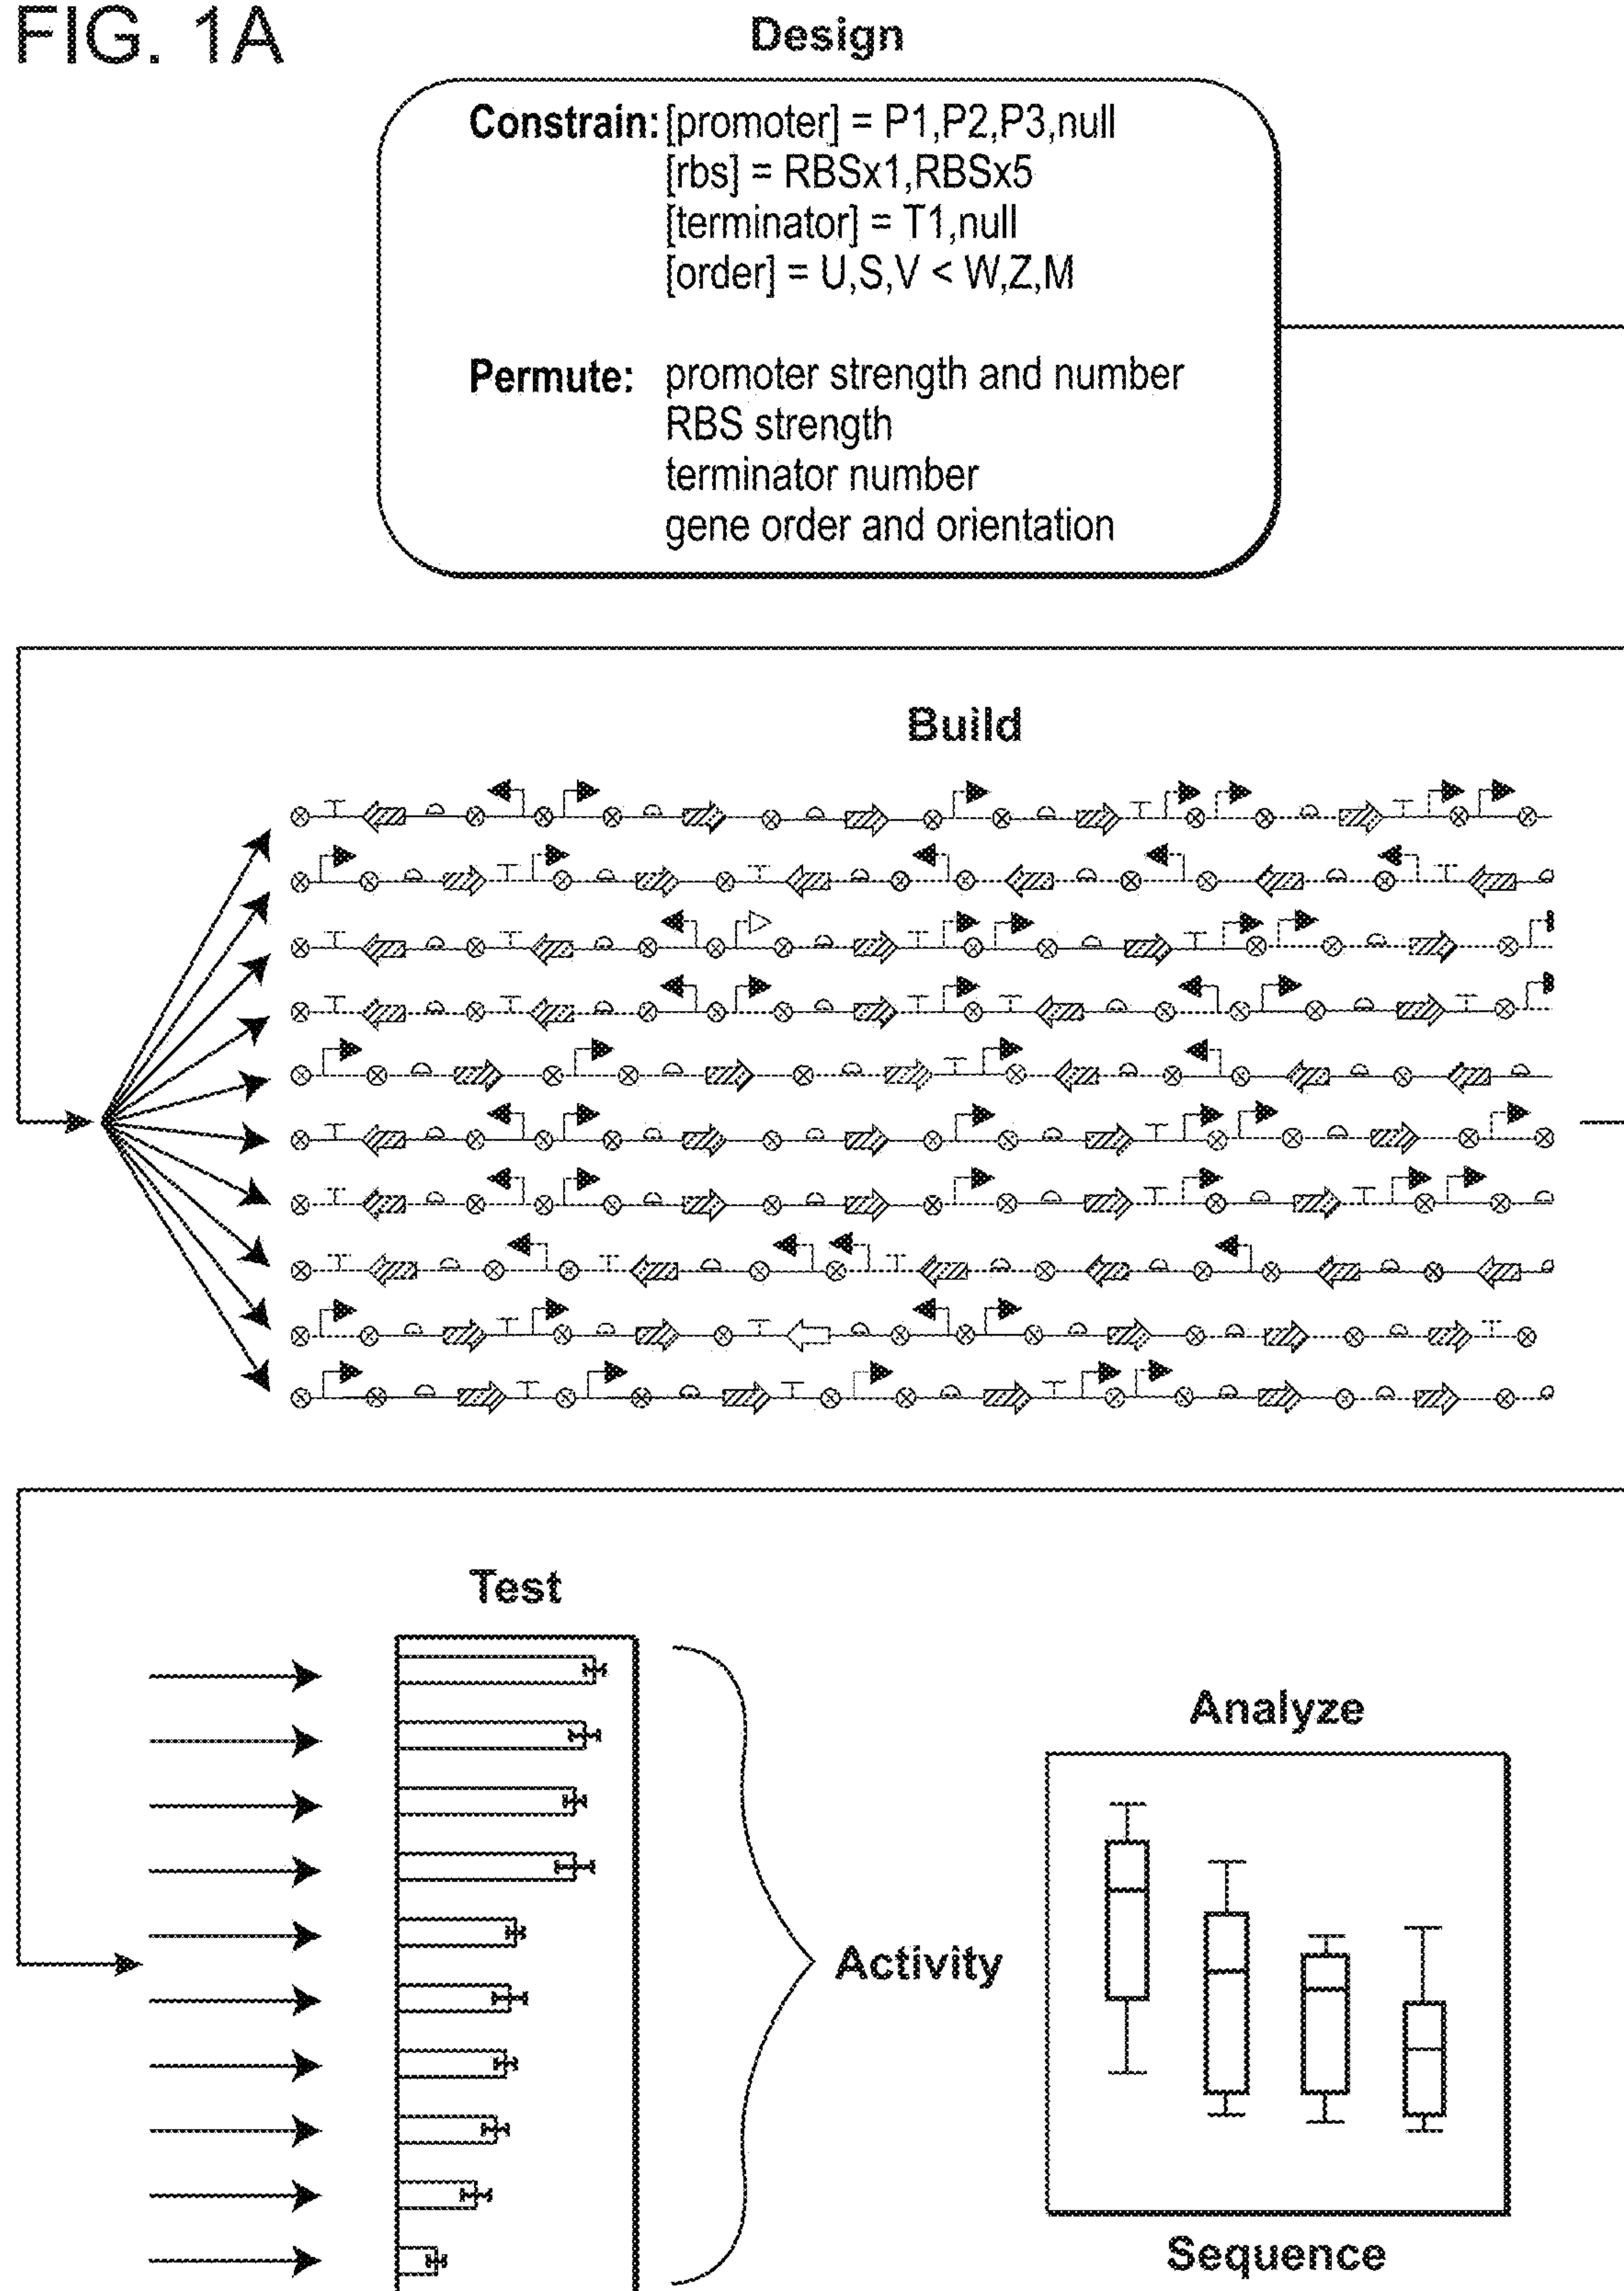 FIG. 1A
Design
Constrain: [promoter] = P1,P2,P3,null
[rbs] = RBSx1,RBSx5
[terminator] = T1,null
[order] = U,S,V < W,Z,M
Permute: promoter strength and number
RBS strength
terminator number
gene order and orientation
Build
Test
Analyze
Activity
Sequence